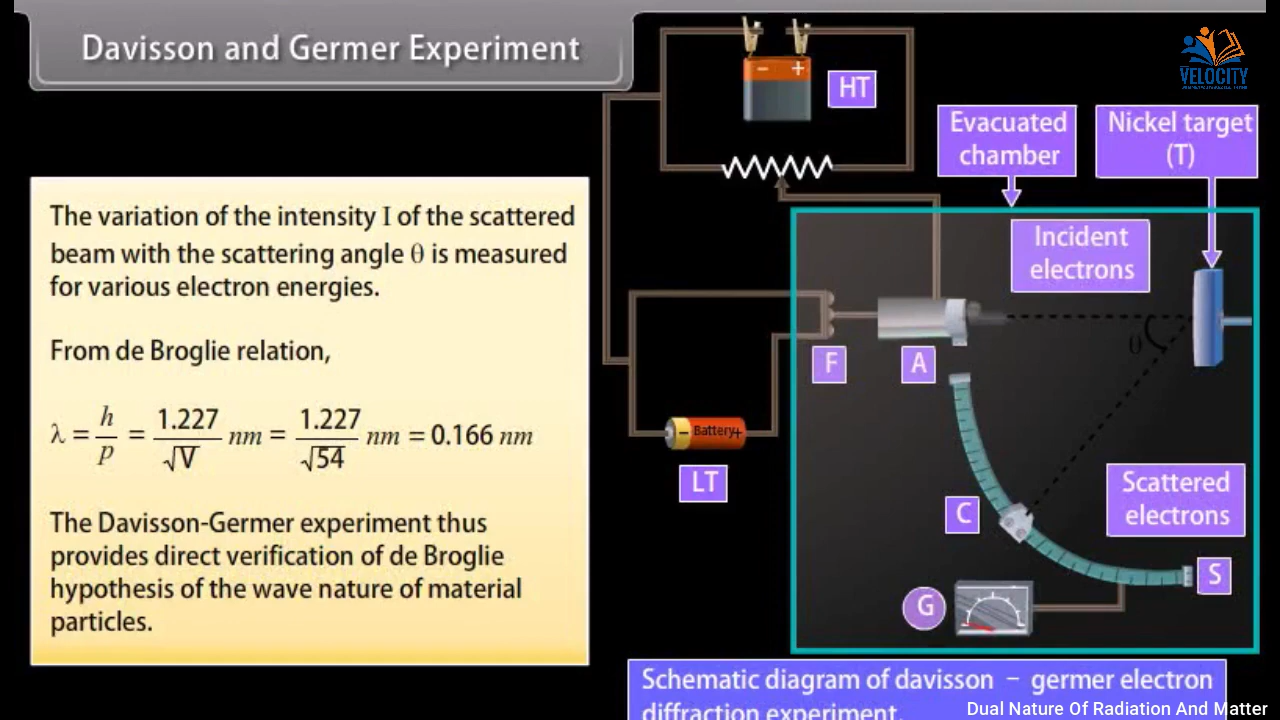 Davisson and Germer Experiment
VELOCITY
HT
− +
Evacuated
chamber
Nickel target
(T)
The variation of the intensity I of the scattered
beam with the scattering angle θ is measured
for various electron energies.
From de Broglie relation,
λ = h/p = 1.227/√V nm = 1.227/√54 nm = 0.166 nm
The Davisson-Germer experiment thus
provides direct verification of de Broglie
hypothesis of the wave nature of material
particles.
Incident
electrons
θ
F
A
− Battery+
LT
C
Scattered
electrons
S
G
Schematic diagram of davisson – germer electron
diffraction experiment.
Dual Nature Of Radiation And Matter